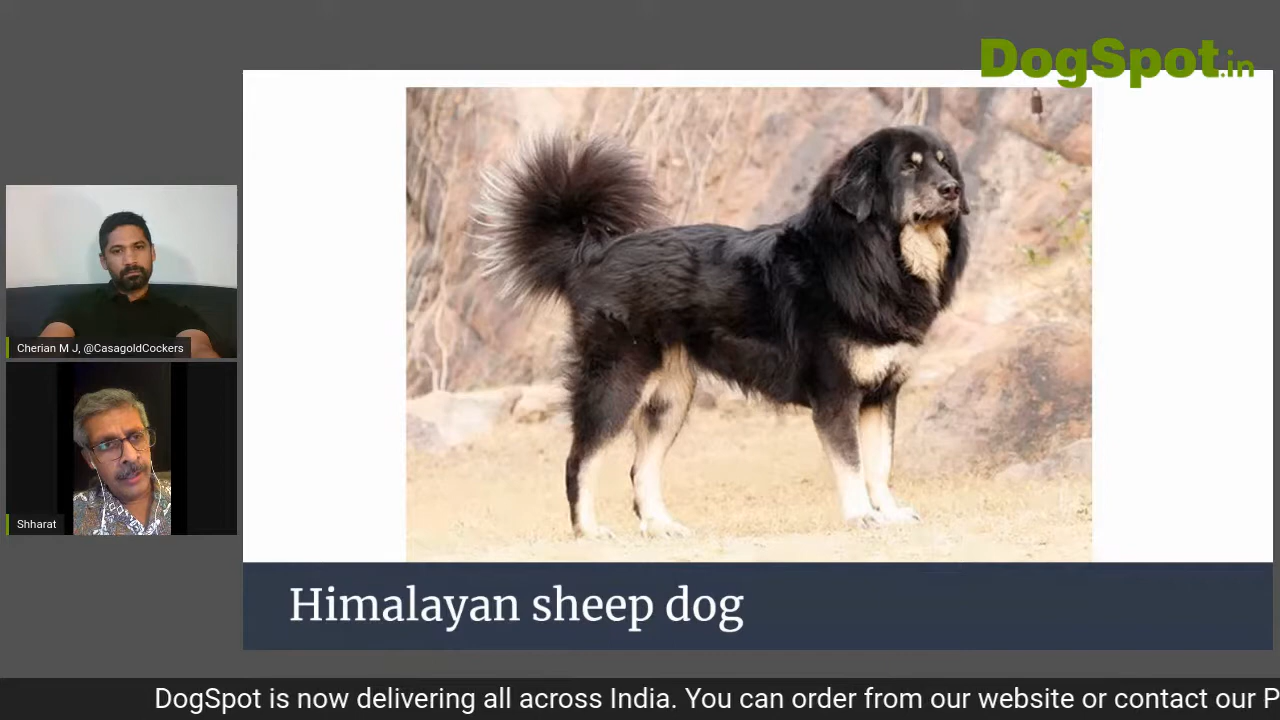 DogSpot.in
Cherian M J, @CasagoldCockers
Shharat
Himalayan sheep dog
DogSpot is now delivering all across India. You can order from our website or contact our P